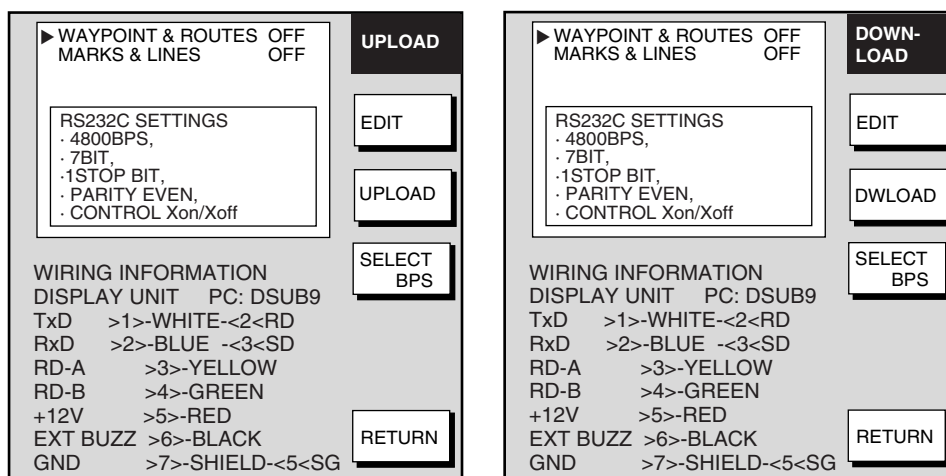 ▶ WAYPOINT & ROUTES OFF
MARKS & LINES OFF
RS232C SETTINGS
· 4800BPS,
· 7BIT,
·1STOP BIT,
· PARITY EVEN,
· CONTROL Xon/Xoff
WIRING INFORMATION
DISPLAY UNIT PC: DSUB9
TxD >1>-WHITE-<2<RD
RxD >2>-BLUE -<3<SD
RD-A >3>-YELLOW
RD-B >4>-GREEN
+12V >5>-RED
EXT BUZZ >6>-BLACK
GND >7>-SHIELD-<5<SG
UPLOAD
EDIT
UPLOAD
SELECT
BPS
RETURN
▶ WAYPOINT & ROUTES OFF
MARKS & LINES OFF
RS232C SETTINGS
· 4800BPS,
· 7BIT,
·1STOP BIT,
· PARITY EVEN,
· CONTROL Xon/Xoff
WIRING INFORMATION
DISPLAY UNIT PC: DSUB9
TxD >1>-WHITE-<2<RD
RxD >2>-BLUE -<3<SD
RD-A >3>-YELLOW
RD-B >4>-GREEN
+12V >5>-RED
EXT BUZZ >6>-BLACK
GND >7>-SHIELD-<5<SG
DOWN-
LOAD
EDIT
DWLOAD
SELECT
BPS
RETURN